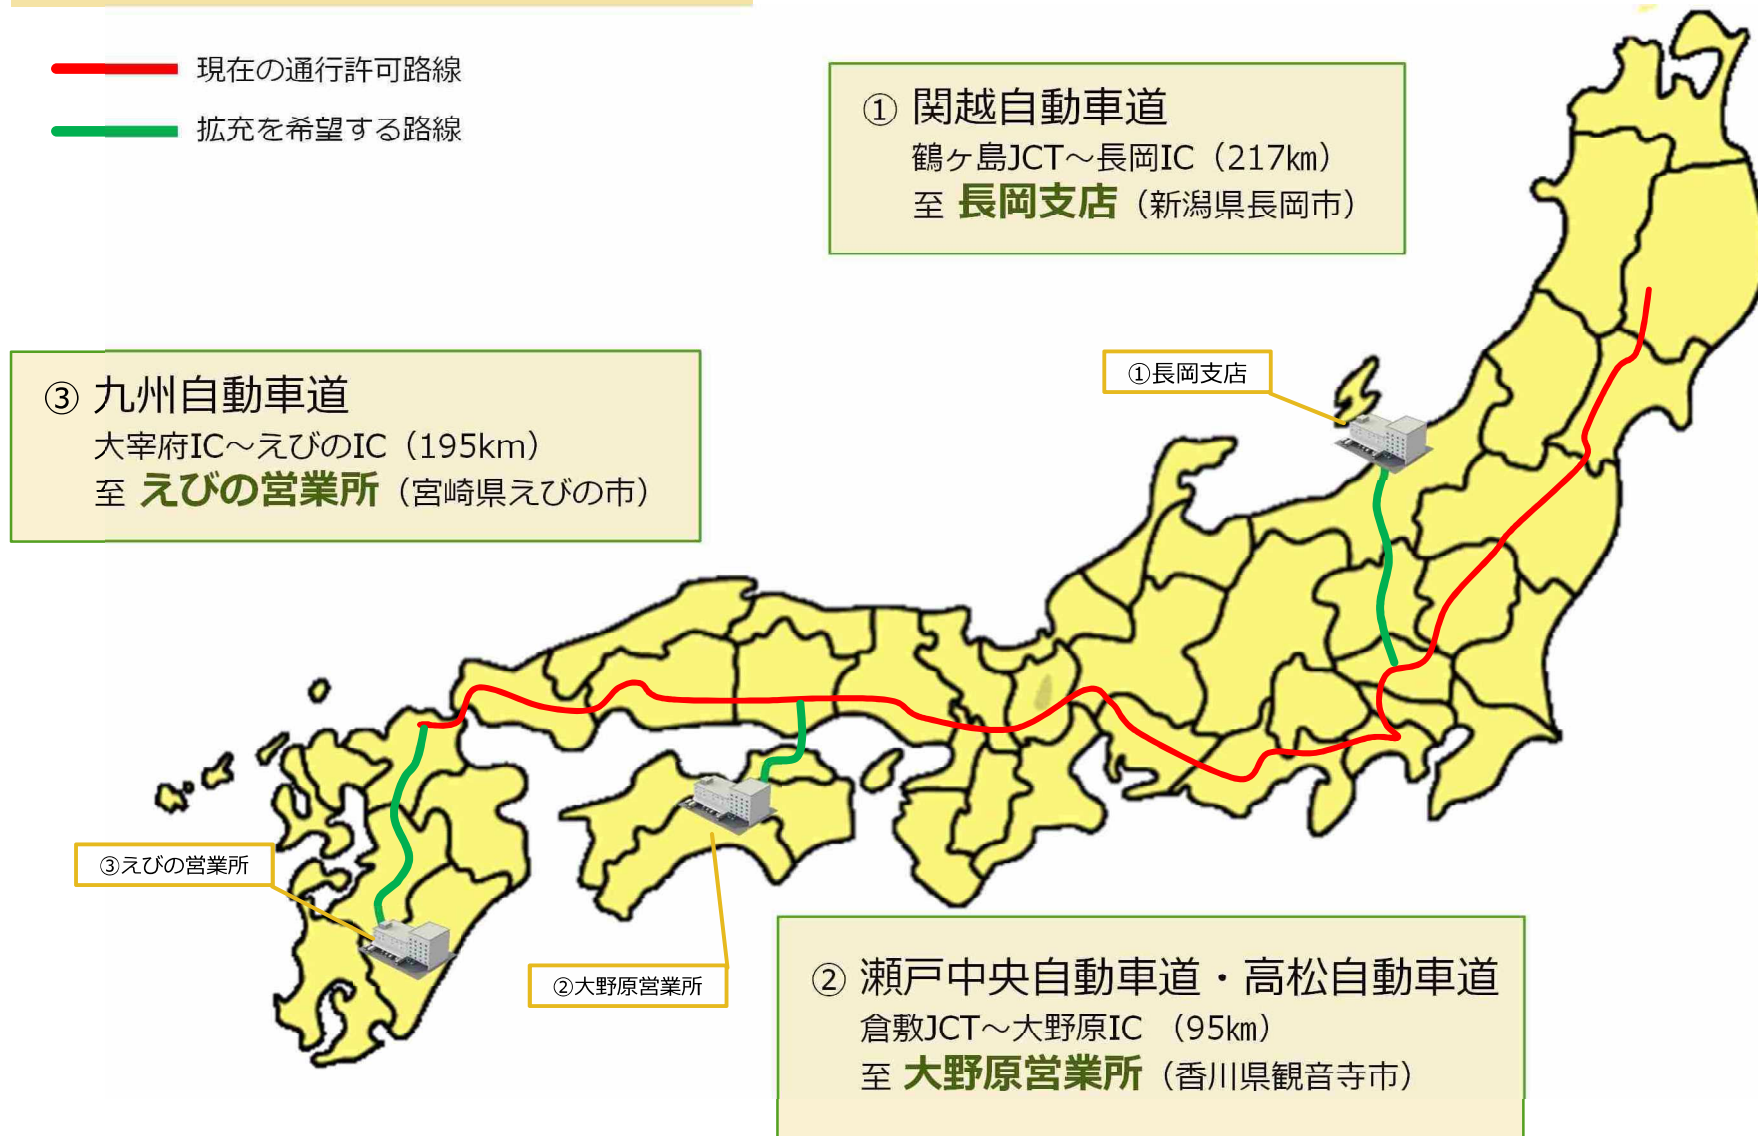 現在の通行許可路線
拡充を希望する路線
① 関越自動車道
鶴ヶ島JCT～長岡IC（217㎞）
至 長岡支店（新潟県長岡市）
①長岡支店
③ 九州自動車道
大宰府IC～えびのIC（195km）
至 えびの営業所（宮崎県えびの市）
③えびの営業所
②大野原営業所
② 瀬戸中央自動車道・高松自動車道
倉敷JCT～大野原IC （95㎞）
至 大野原営業所（香川県観音寺市）